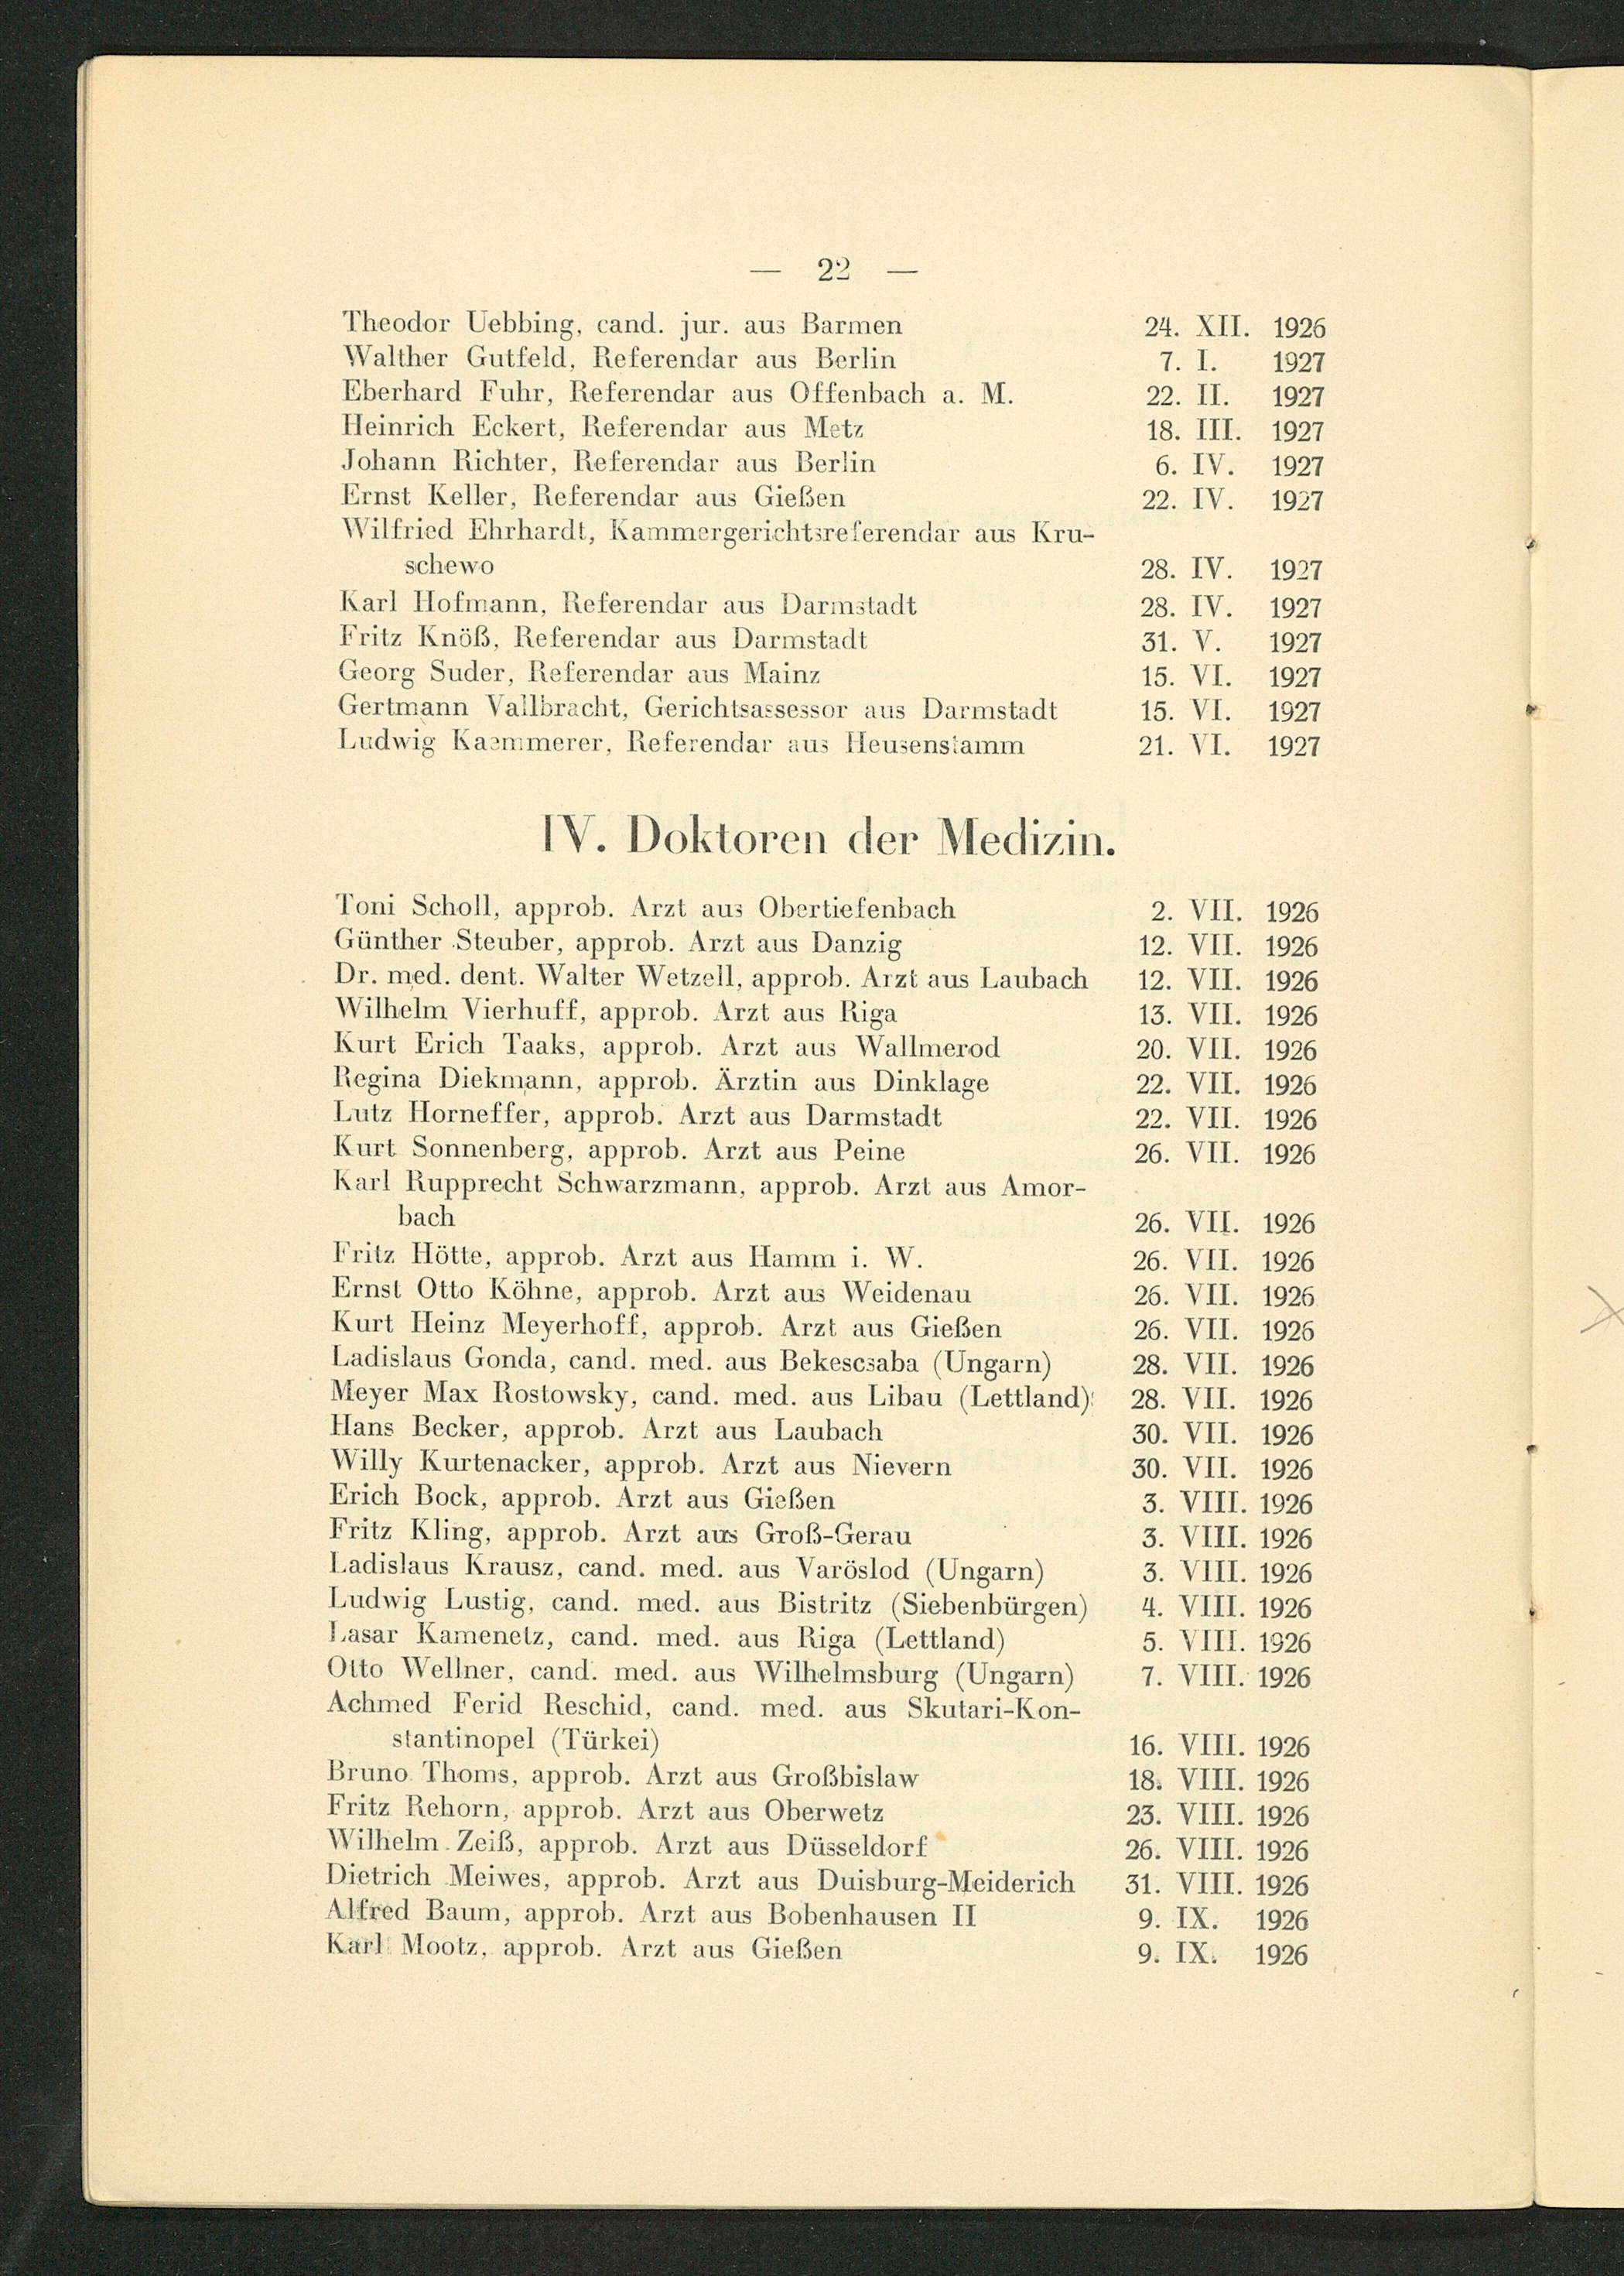 — 22 —
Theodor Uebbing, cand. jur. aus Barmen 24. XII. 1926
Walther Gutfeld, Referendar aus Berlin 7. I. 1927
Eberhard Fuhr, Referendar aus Offenbach a. M. 22. II. 1927
Heinrich Eckert, Referendar aus Metz 18. III. 1927
Johann Richter, Referendar aus Berlin 6. IV. 1927
Ernst Keller, Referendar aus Gießen 22. IV. 1927
Wilfried Ehrhardt, Kammergerichtsreferendar aus Kru-
schewo 28. IV. 1927
Karl Hofmann, Referendar aus Darmstadt 28. IV. 1927
Fritz Knöß, Referendar aus Darmstadt 31. V. 1927
Georg Suder, Referendar aus Mainz 15. VI. 1927
Gertmann Vallbracht, Gerichtsassessor aus Darmstadt 15. VI. 1927
Ludwig Kaemmerer, Referendar aus Heusenstamm 21. VI. 1927
IV. Doktoren der Medizin.
Toni Scholl, approb. Arzt aus Obertiefenbach 2. VII. 1926
Günther Steuber, approb. Arzt aus Danzig 12. VII. 1926
Dr. med. dent. Walter Wetzell, approb. Arzt aus Laubach 12. VII. 1926
Wilhelm Vierhuff, approb. Arzt aus Riga 13. VII. 1926
Kurt Erich Taaks, approb. Arzt aus Wallmerod 20. VII. 1926
Regina Diekmann, approb. Ärztin aus Dinklage 22. VII. 1926
Lutz Horneffer, approb. Arzt aus Darmstadt 22. VII. 1926
Kurt Sonnenberg, approb. Arzt aus Peine 26. VII. 1926
Karl Rupprecht Schwarzmann, approb. Arzt aus Amor-
bach 26. VII. 1926
Fritz Hötte, approb. Arzt aus Hamm i. W. 26. VII. 1926
Ernst Otto Köhne, approb. Arzt aus Weidenau 26. VII. 1926
Kurt Heinz Meyerhoff, approb. Arzt aus Gießen 26. VII. 1926
Ladislaus Gonda, cand. med. aus Bekescsaba (Ungarn) 28. VII. 1926
Meyer Max Rostowsky, cand. med. aus Libau (Lettland) 28. VII. 1926
Hans Becker, approb. Arzt aus Laubach 30. VII. 1926
Willy Kurtenacker, approb. Arzt aus Nievern 30. VII. 1926
Erich Bock, approb. Arzt aus Gießen 3. VIII. 1926
Fritz Kling, approb. Arzt aus Groß-Gerau 3. VIII. 1926
Ladislaus Krausz, cand. med. aus Varöslod (Ungarn) 3. VIII. 1926
Ludwig Lustig, cand. med. aus Bistritz (Siebenbürgen) 4. VIII. 1926
Lasar Kamenetz, cand. med. aus Riga (Lettland) 5. VIII. 1926
Otto Wellner, cand. med. aus Wilhelmsburg (Ungarn) 7. VIII. 1926
Achmed Ferid Reschid, cand. med. aus Skutari-Kon-
stantinopel (Türkei) 16. VIII. 1926
Bruno Thoms, approb. Arzt aus Großbislaw 18. VIII. 1926
Fritz Rehorn, approb. Arzt aus Oberwetz 23. VIII. 1926
Wilhelm Zeiß, approb. Arzt aus Düsseldorf 26. VIII. 1926
Dietrich Meiwes, approb. Arzt aus Duisburg-Meiderich 31. VIII. 1926
Alfred Baum, approb. Arzt aus Bobenhausen II 9. IX. 1926
Karl Mootz, approb. Arzt aus Gießen 9. IX. 1926